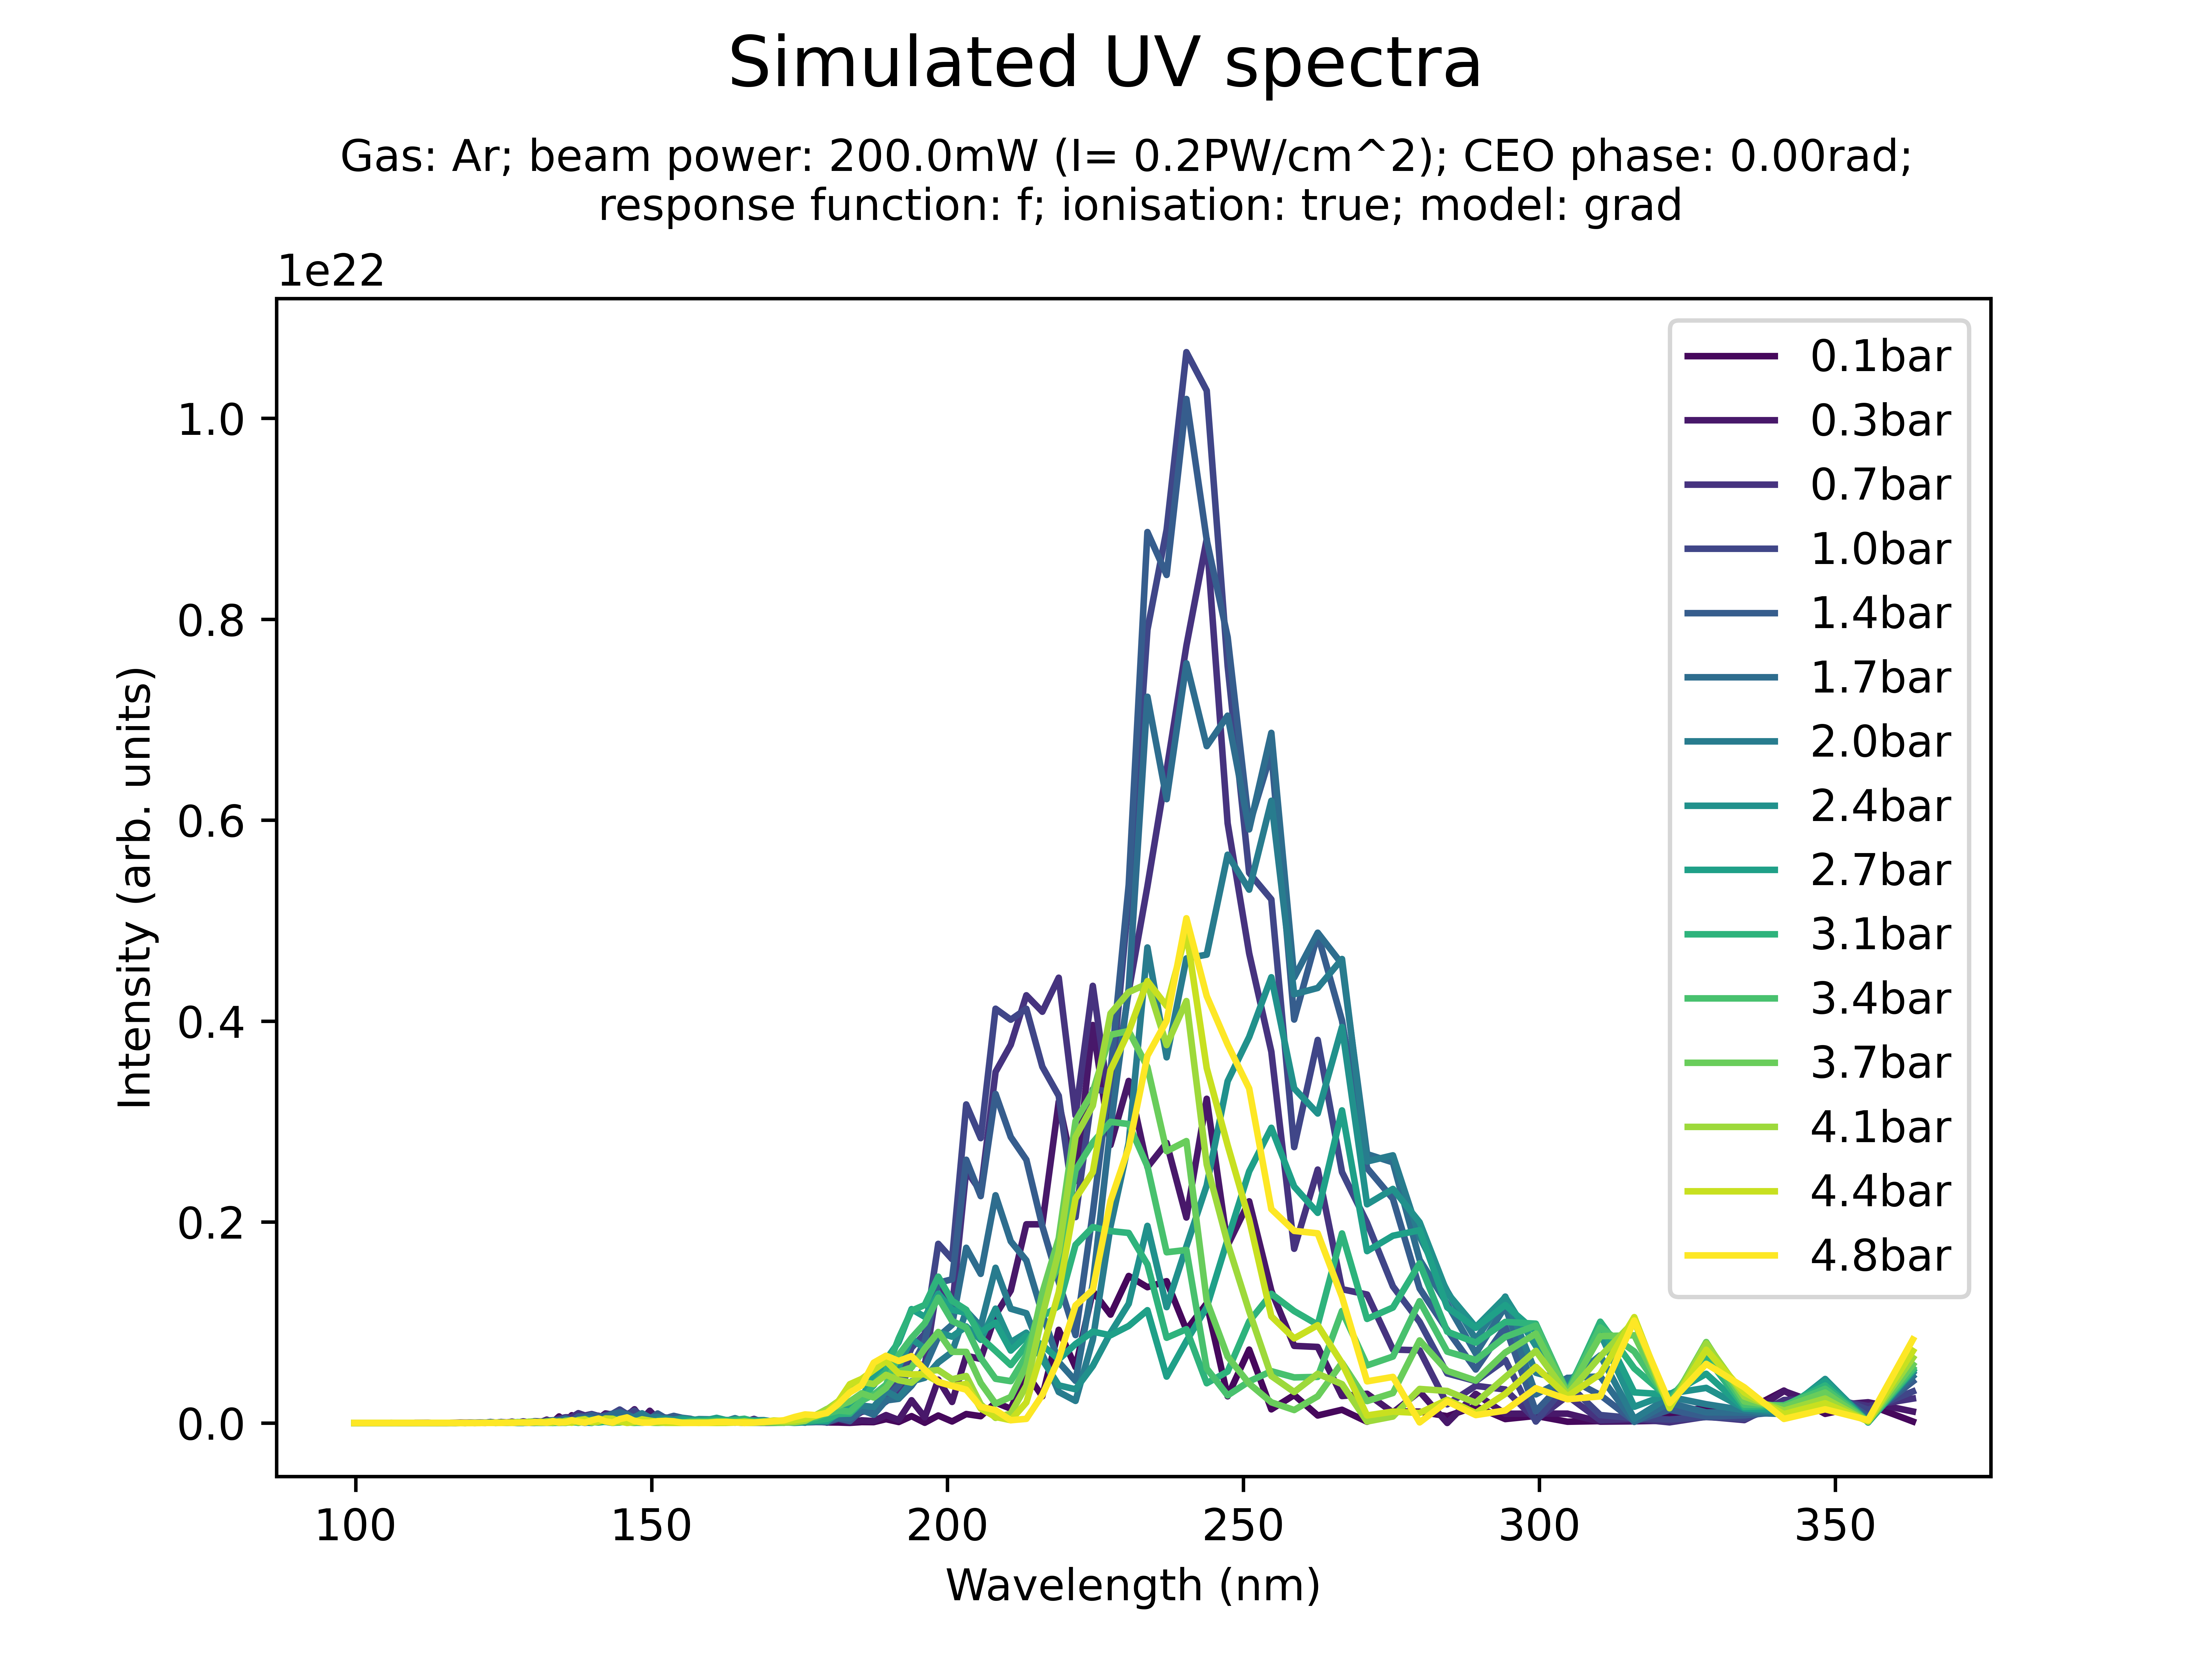 Simulated UV spectra
Gas: Ar; beam power: 200.0mW (I= 0.2PW/cm^2); CEO phase: 0.00rad;
response function: f; ionisation: true; model: grad
1e22
1.0
0.8
0.6
0.4
0.2
0.0
Intensity (arb. units)
100
150
200
250
300
350
Wavelength (nm)
0.1bar
0.3bar
0.7bar
1.0bar
1.4bar
1.7bar
2.0bar
2.4bar
2.7bar
3.1bar
3.4bar
3.7bar
4.1bar
4.4bar
4.8bar